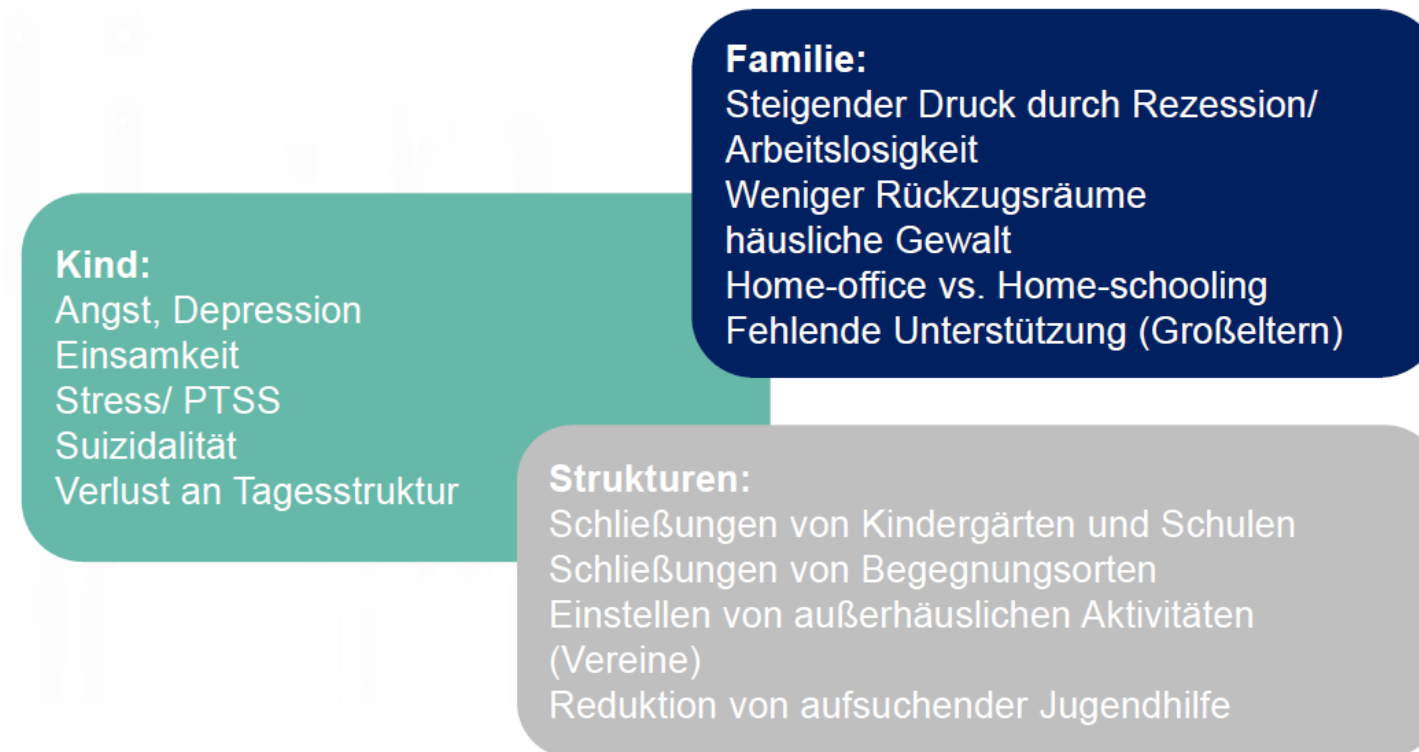 Familie:
Steigender Druck durch Rezession/
Arbeitslosigkeit
Weniger Rückzugsräume
häusliche Gewalt
Home-office vs. Home-schooling
Fehlende Unterstützung (Großeltern)
Kind:
Angst, Depression
Einsamkeit
Stress/ PTSS
Suizidalität
Verlust an Tagesstruktur
Strukturen:
Schließungen von Kindergärten und Schulen
Schließungen von Begegnungsorten
Einstellen von außerhäuslichen Aktivitäten
(Vereine)
Reduktion von aufsuchender Jugendhilfe